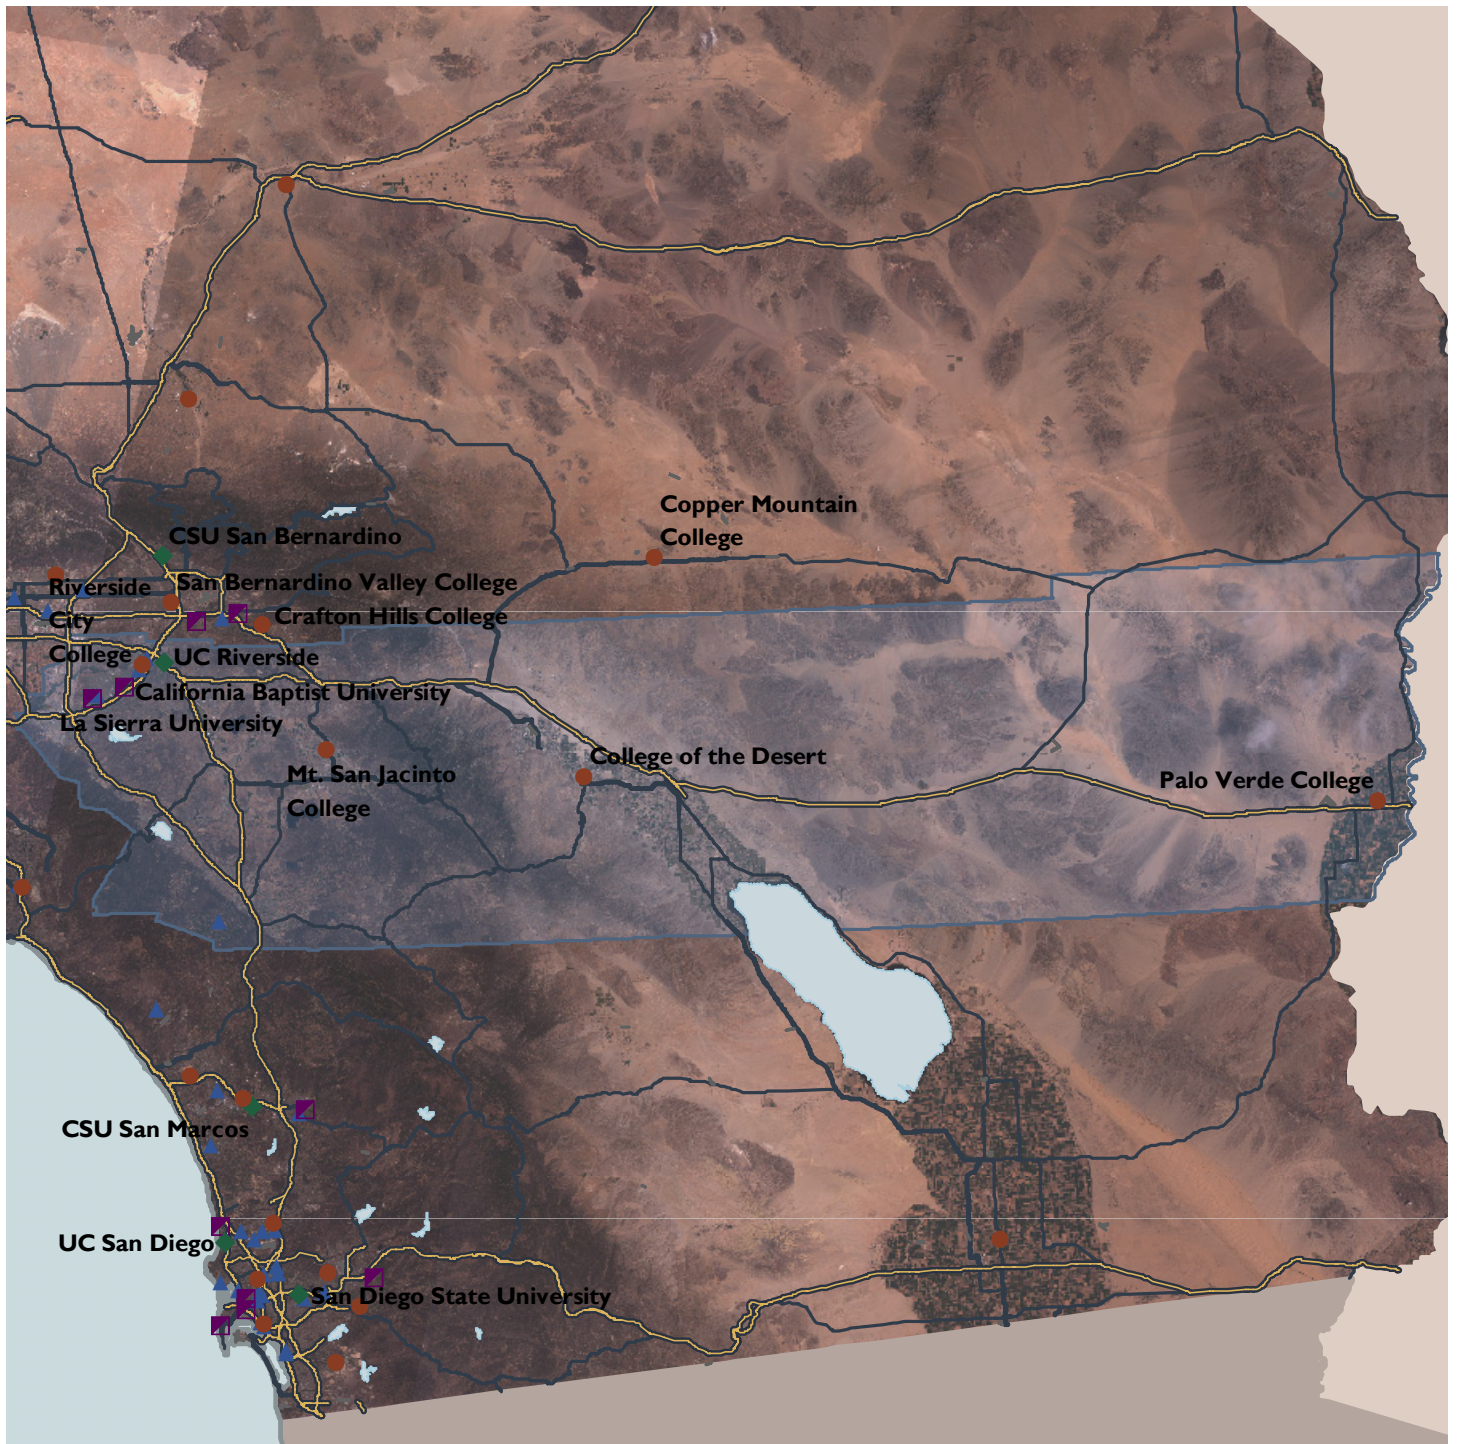 Copper Mountain
College
CSU San Bernardino
San Bernardino Valley College
Riverside
City
College
Crafton Hills College
UC Riverside
California Baptist University
La Sierra University
Mt. San Jacinto
College
College of the Desert
Palo Verde College
CSU San Marcos
UC San Diego
San Diego State University